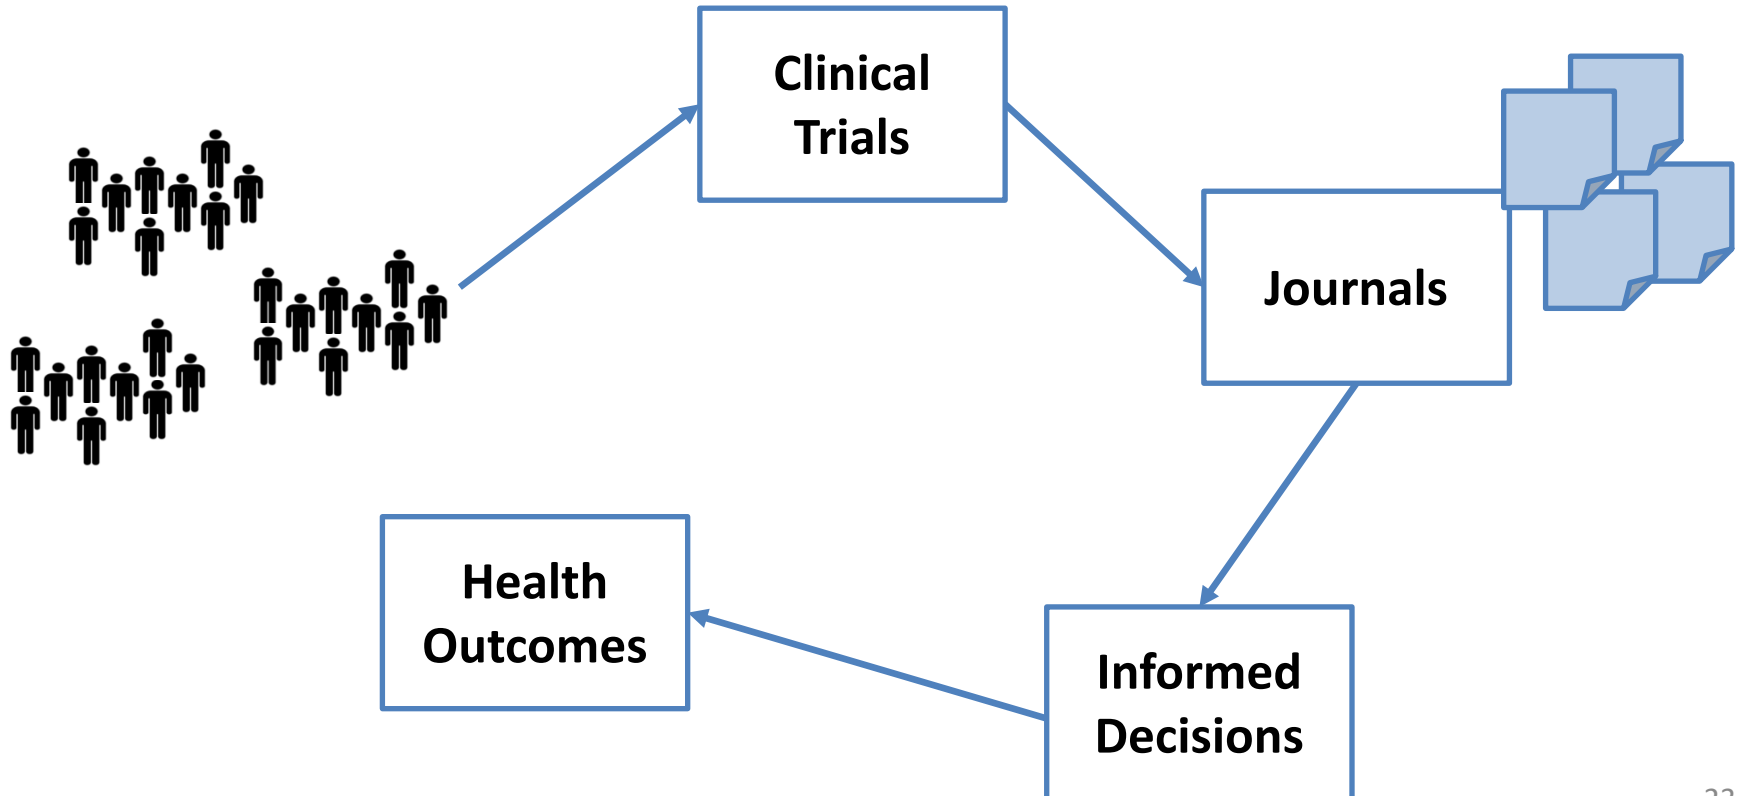 Clinical
Trials
Journals
Health
Outcomes
Informed
Decisions